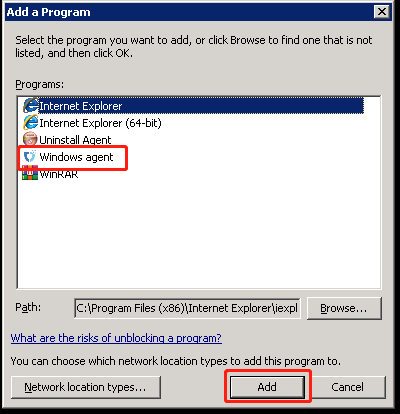 Add a Program
Select the program you want to add, or click Browse to find one that is not
listed, and then click OK.
Programs:
Internet Explorer
Internet Explorer (64-bit)
Uninstall Agent
Windows agent
WinRAR
Path:
C:\Program Files (x86)\Internet Explorer\iexpl
Browse...
What are the risks of unblocking a program?
You can choose which network location types to add this program to.
Network location types...
Add
Cancel